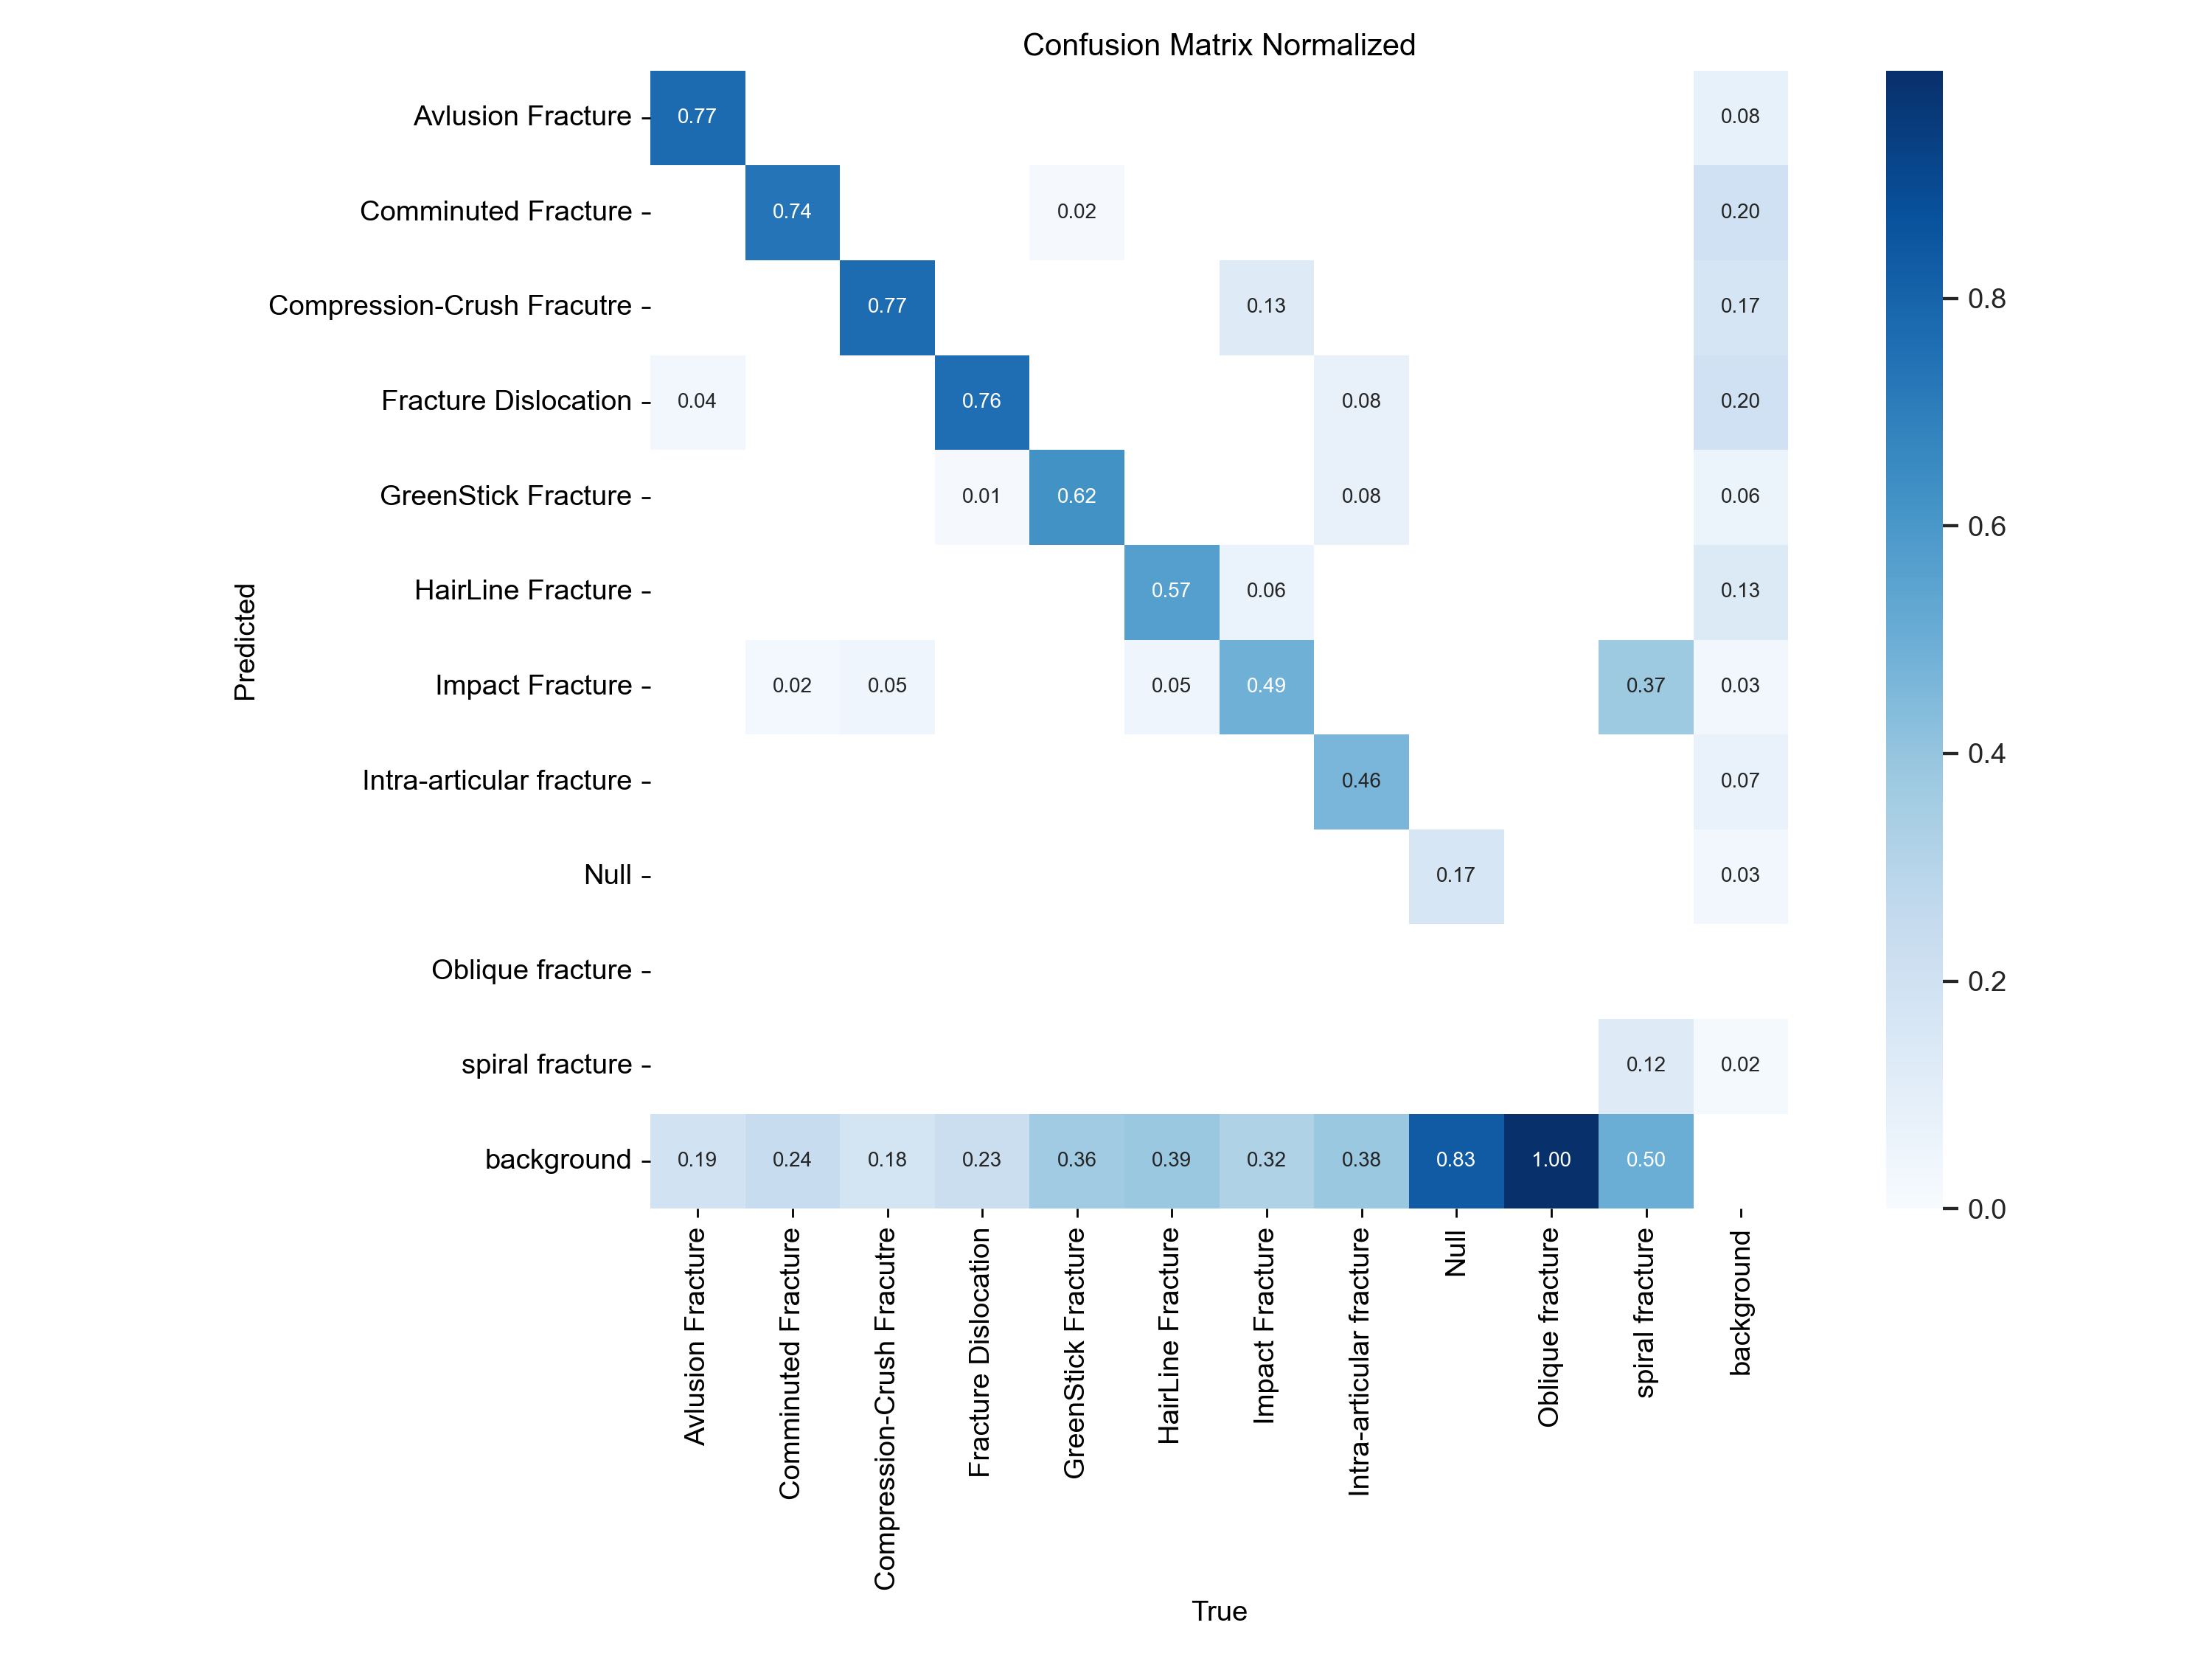 Confusion Matrix Normalized
Avlusion Fracture
0.77
0.08
Comminuted Fracture
0.74
0.02
0.20
Compression-Crush Fracutre
0.77
0.13
0.17
Fracture Dislocation
0.04
0.76
0.08
0.20
GreenStick Fracture
0.01
0.62
0.08
0.06
HairLine Fracture
0.57
0.06
0.13
Impact Fracture
0.02
0.05
0.05
0.49
0.37
0.03
Intra-articular fracture
0.46
0.07
Null
0.17
0.03
Oblique fracture
spiral fracture
0.12
0.02
background
0.19
0.24
0.18
0.23
0.36
0.39
0.32
0.38
0.83
1.00
0.50
Predicted
Avlusion Fracture
Comminuted Fracture
Compression-Crush Fracutre
Fracture Dislocation
GreenStick Fracture
HairLine Fracture
Impact Fracture
Intra-articular fracture
Null
Oblique fracture
spiral fracture
background
True
0.8
0.6
0.4
0.2
0.0